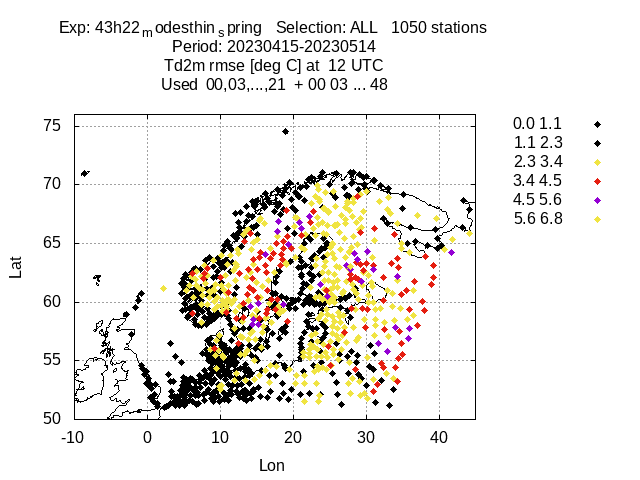 Exp: 43h22modesthinspring   Selection: ALL   1050 stations
Period: 20230415-20230514
Td2m rmse [deg C] at  12 UTC
Used  00,03,...,21  + 00 03 ... 48
0.0 1.1
1.1 2.3
2.3 3.4
3.4 4.5
4.5 5.6
5.6 6.8
75
70
65
60
55
50
Lat
-10 0 10 20 30 40
Lon